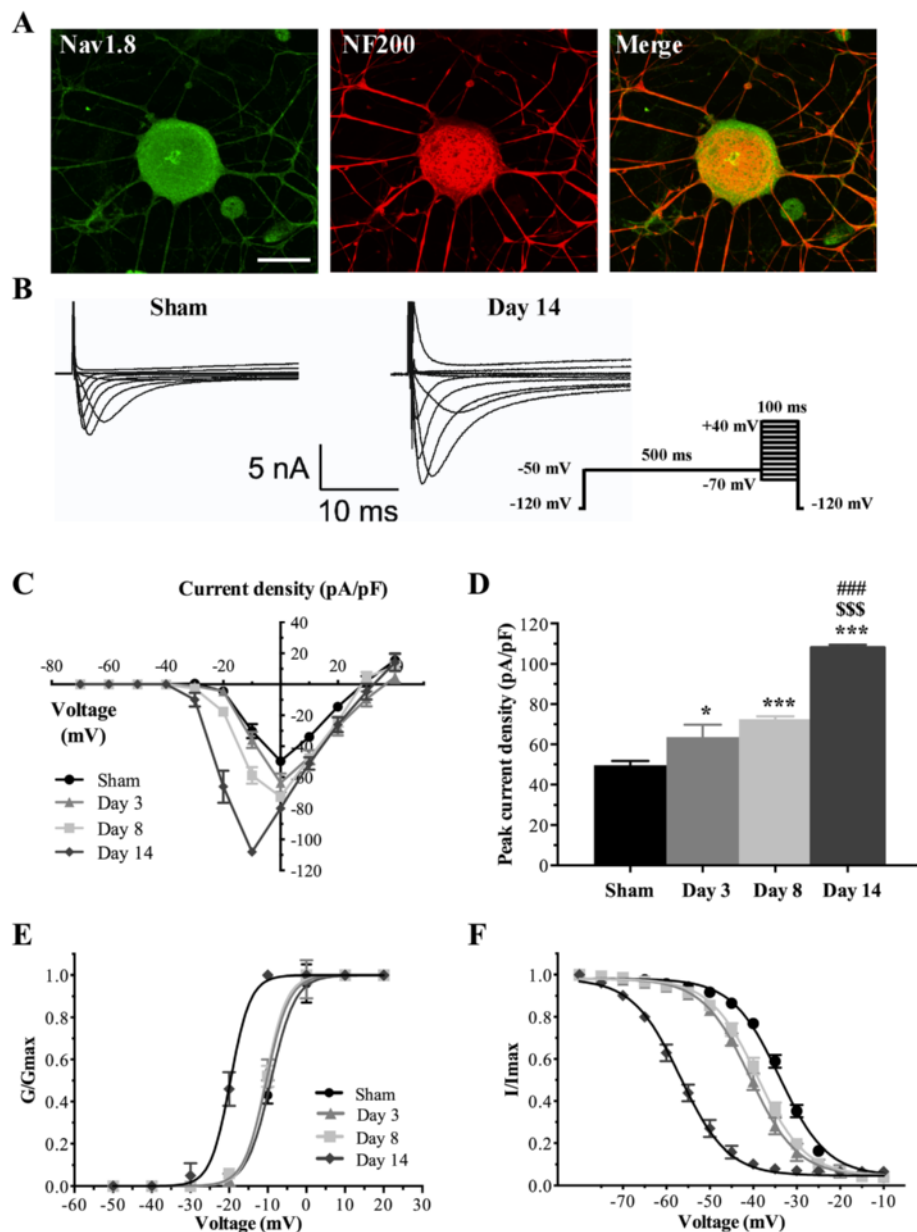 A
Nav1.8
NF200
Merge
B
Sham
Day 14
5 nA
10 ms
100 ms
+40 mV
500 ms
-50 mV
-70 mV
-120 mV
-120 mV
C
Current density (pA/pF)
40
20
-80 -60 -40 -20 20 40
-20
-40
-60
-80
-100
-120
Voltage
(mV)
Sham
Day 3
Day 8
Day 14
D
###
$$$
***
***
*
Peak current density (pA/pF)
120
100
80
60
40
20
0
Sham Day 3 Day 8 Day 14
E
G/Gmax
1.0
0.8
0.6
0.4
0.2
0.0
-60 -50 -40 -30 -20 -10 0 10 20 30
Voltage (mV)
Sham
Day 3
Day 8
Day 14
F
I/Imax
1.0
0.8
0.6
0.4
0.2
0.0
-70 -60 -50 -40 -30 -20 -10
Voltage (mV)